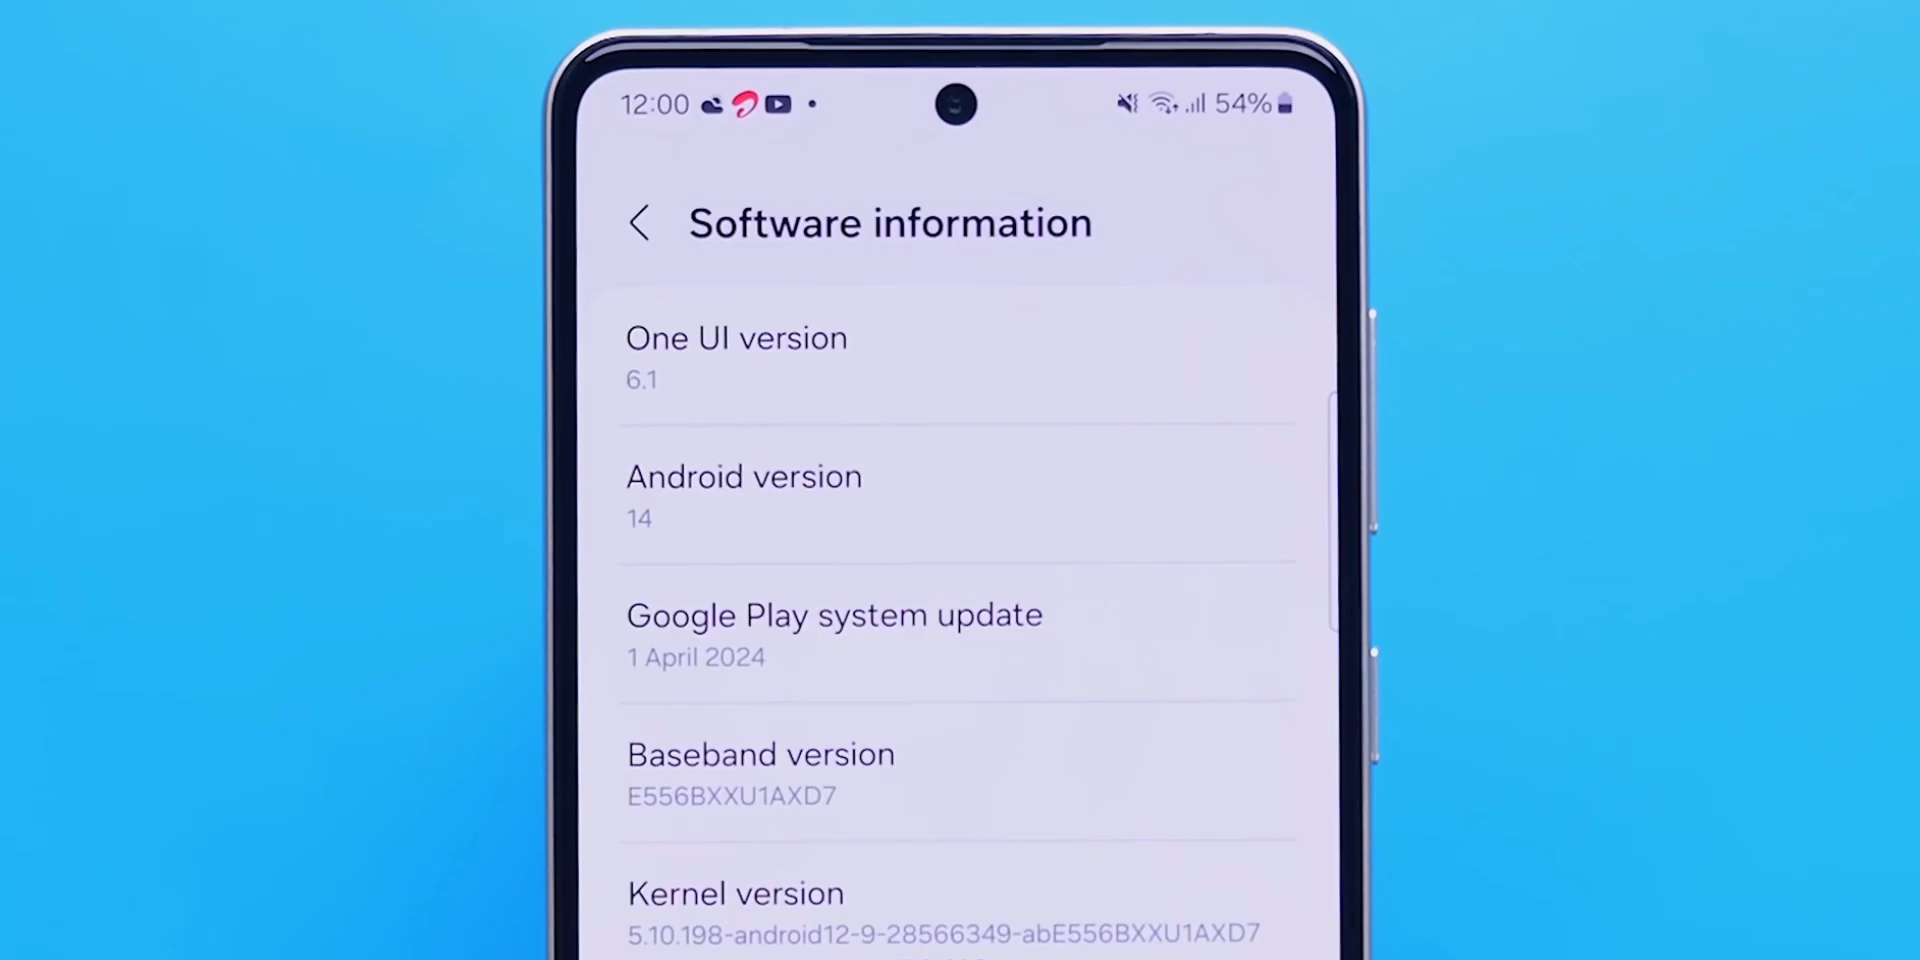 12:00
54%
Software information
One UI version
6.1
Android version
14
Google Play system update
1 April 2024
Baseband version
E556BXXU1AXD7
Kernel version
5.10.198-android12-9-28566349-abE556BXXU1AXD7